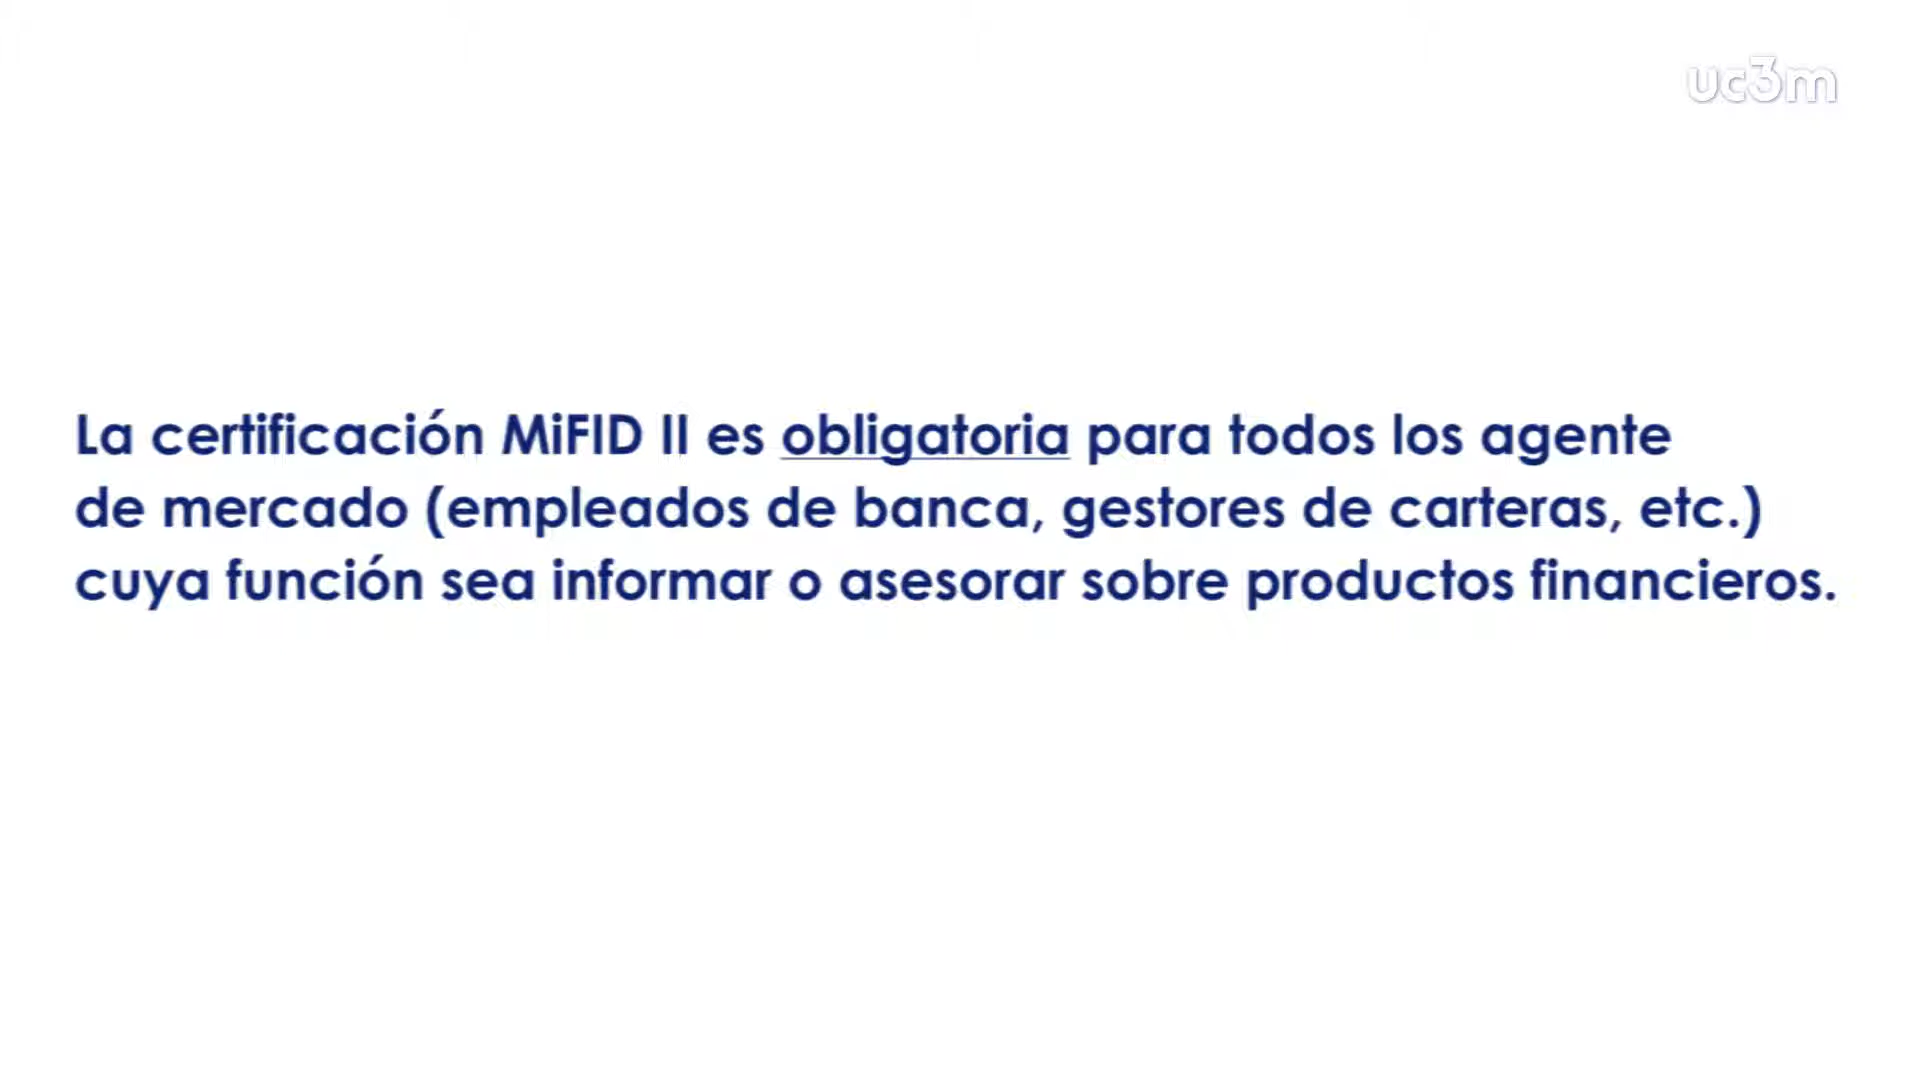 uc3m
La certificación MiFID II es obligatoria para todos los agente
de mercado (empleados de banca, gestores de carteras, etc.)
cuya función sea informar o asesorar sobre productos financieros.